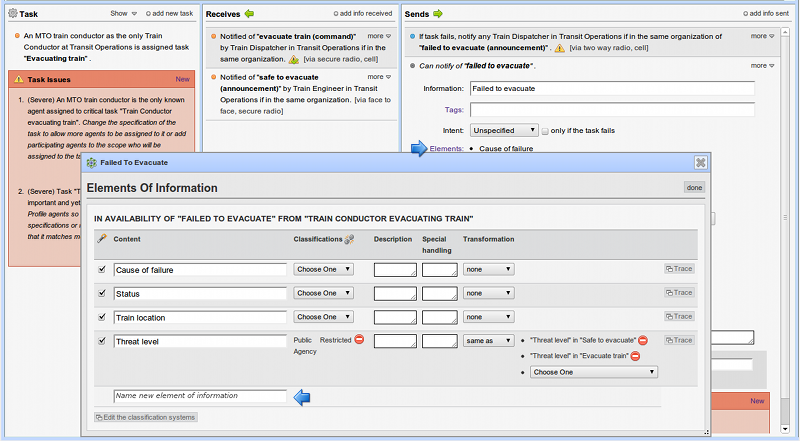 Task
Show
add new task
An MTO train conductor as the only Train
Conductor at Transit Operations is assigned task
"Evacuating train" .
Task Issues
New
1. (Severe) An MTO train conductor is the only known
agent assigned to critical task "Train Conductor
evacuating train". Change the specification of the
task to allow more agents to be assigned to it or add
participating agents to the scope who will be
assigned to the ta
2. (Severe) Task "T
important and yet
Profile agents so
specifications or
that it matches m
Receives
add info received
Notified of "evacuate train (command)"
more
by Train Dispatcher in Transit Operations if in the
same organization.
[via secure radio, cell]
Notified of "safe to evacuate
more
(announcement)" by Train Engineer in Transit
Operations if in the same organization. [via face to
face, secure radio]
Sends
add info sent
If task fails, notify any Train Dispatcher in Transit
more
Operations if in the same organization of
"failed to evacuate (announcement)" .
[via two way radio, cell]
Can notify of "failed to evacuate" .
more
Information:
Failed to evacuate
Tags:
Intent:
Unspecified
only if the task fails
Elements:
• Cause of failure
Failed To Evacuate
Elements Of Information
done
IN AVAILABILITY OF "FAILED TO EVACUATE" FROM "TRAIN CONDUCTOR EVACUATING TRAIN"
Content
Classifications
Description
Special
handling
Transformation
Cause of failure
Choose One
none
Trace
Status
Choose One
none
Trace
Train location
Choose One
none
Trace
Threat level
Public
Agency
Restricted
same as
• "Threat level" in "Safe to evacuate"
• "Threat level" in "Evacuate train"
• Choose One
Trace
Name new element of information
Edit the classification systems
New